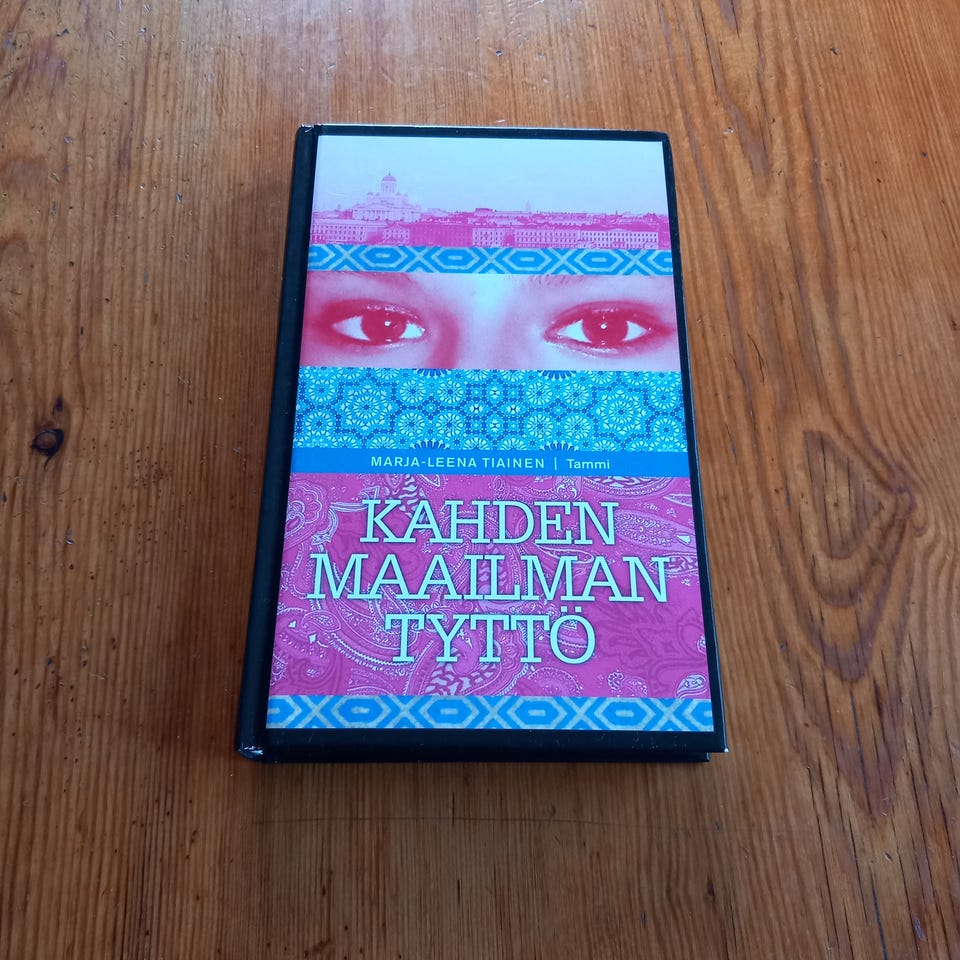 MARJA-LEENA TIAINEN | Tammi
KAHDEN
MAAILMAN
TYTTÖ